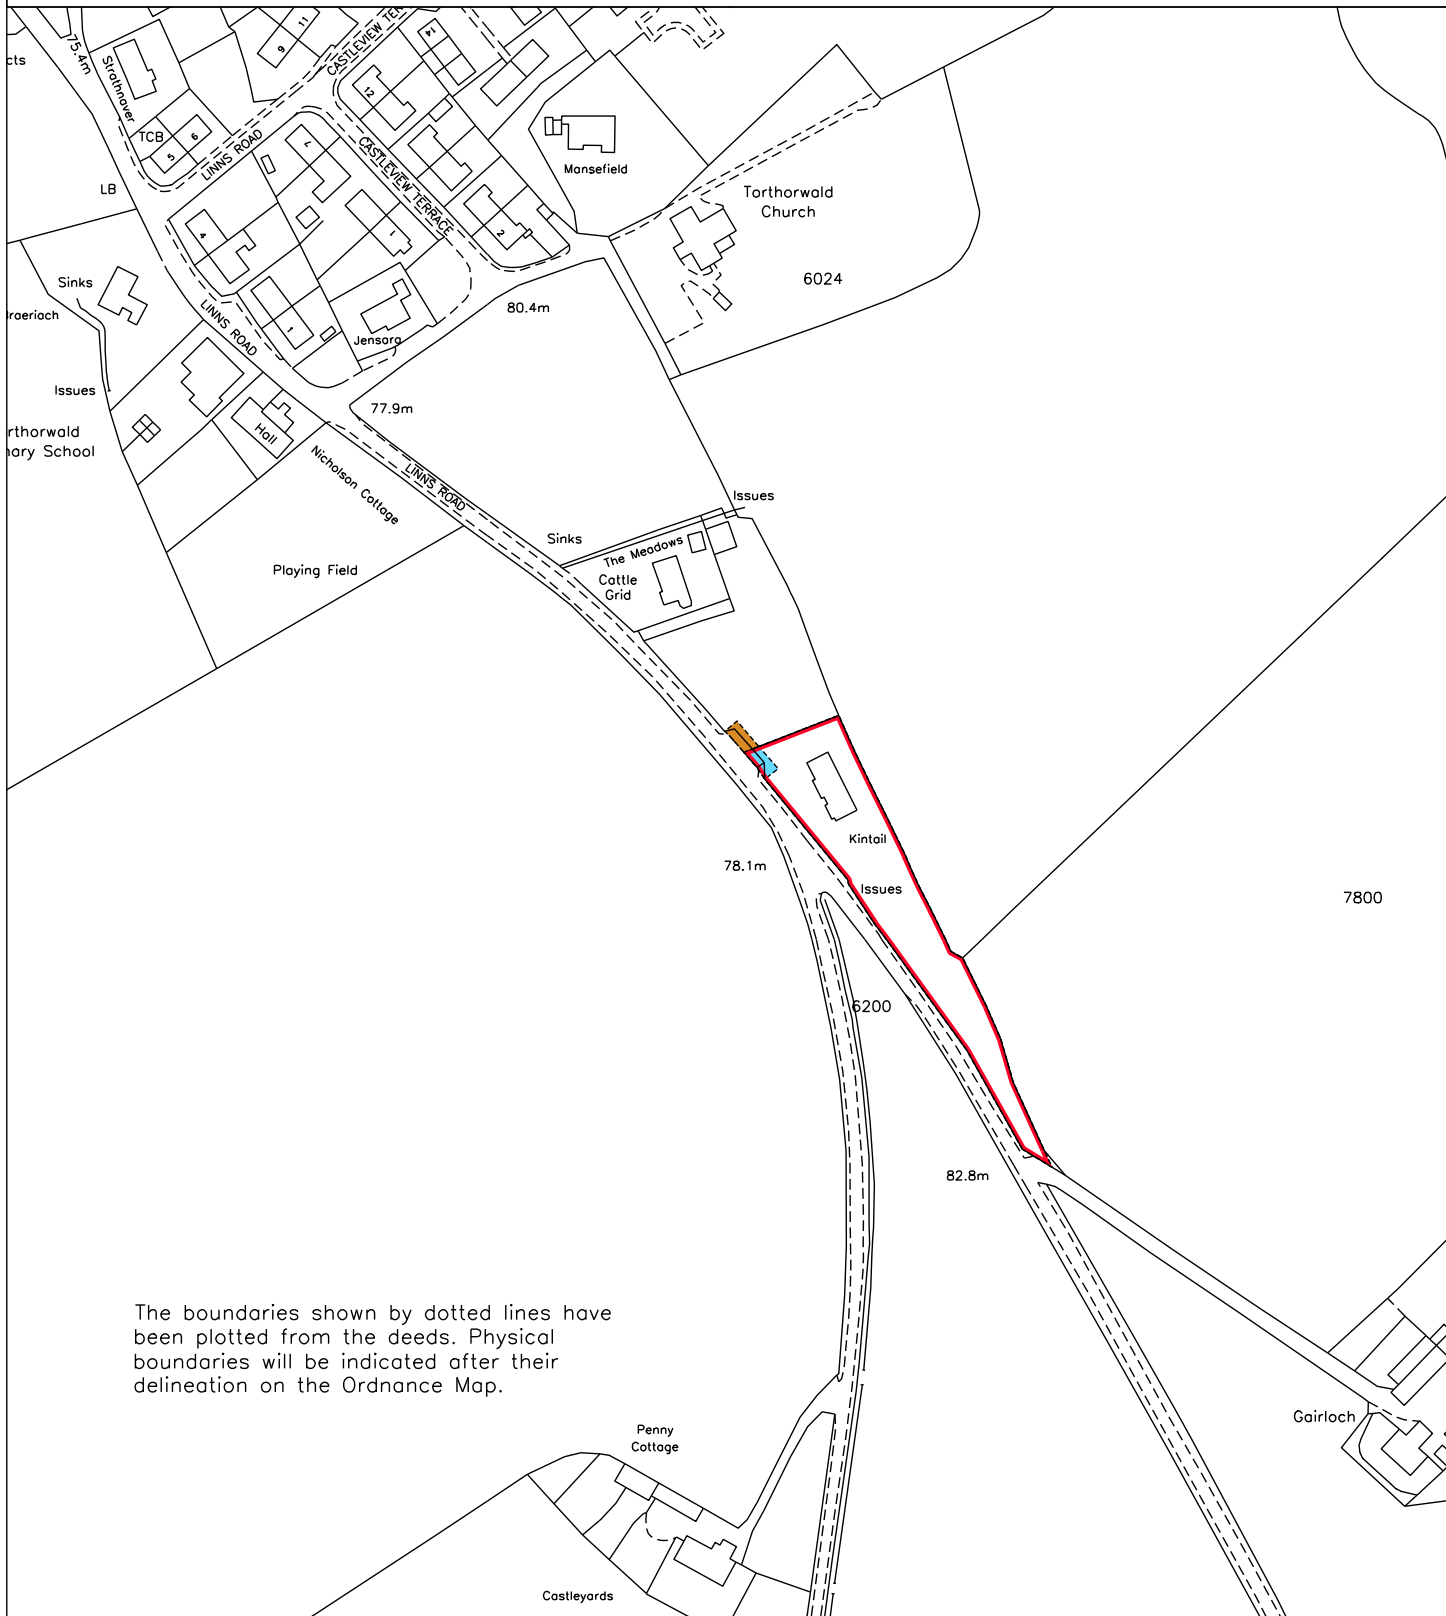 11
9
CASTLEVIEW TER
14
75.4m
cts
Strathnaver
12
TCB
6
5
LINNS ROAD
7
CASTLEVIEW TERRACE
Mansefield
LB
Torthorwald
Church
4
1
2
Sinks
6024
raeriach
LINNS ROAD
1
80.4m
Jensara
Issues
77.9m
rthorwald
ary School
Hall
Nicholson Cottage
LINNS ROAD
Issues
Sinks
The Meadows
Playing Field
Cattle
Grid
Kintail
78.1m
Issues
7800
6200
82.8m
The boundaries shown by dotted lines have
been plotted from the deeds. Physical
boundaries will be indicated after their
delineation on the Ordnance Map.
Gairloch
Penny
Cottage
Castleyards